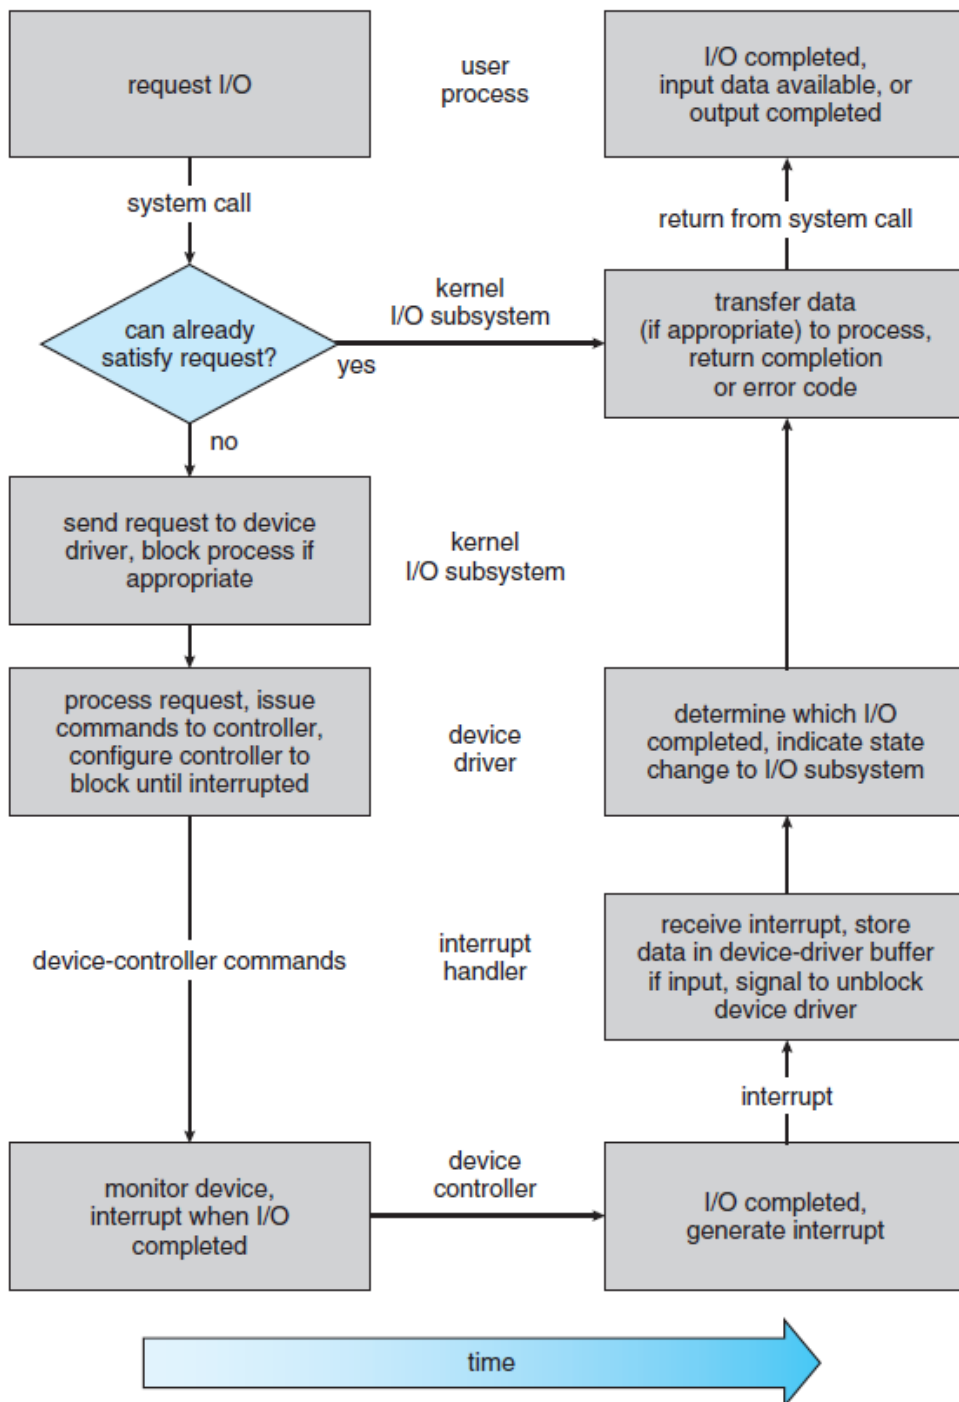 request I/O
user
process
I/O completed,
input data available, or
output completed
system call
return from system call
can already
satisfy request?
kernel
I/O subsystem
yes
transfer data
(if appropriate) to process,
return completion
or error code
no
send request to device
driver, block process if
appropriate
kernel
I/O subsystem
process request, issue
commands to controller,
configure controller to
block until interrupted
device
driver
determine which I/O
completed, indicate state
change to I/O subsystem
device-controller commands
interrupt
handler
receive interrupt, store
data in device-driver buffer
if input, signal to unblock
device driver
interrupt
monitor device,
interrupt when I/O
completed
device
controller
I/O completed,
generate interrupt
time